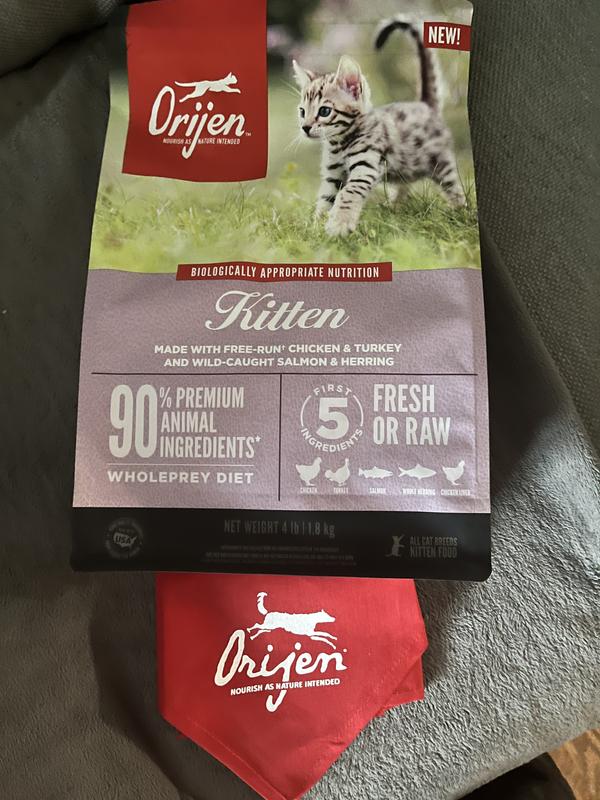 NEW!
Orijen™
NOURISH AS NATURE INTENDED
BIOLOGICALLY APPROPRIATE NUTRITION
Kitten
MADE WITH FREE-RUN† CHICKEN & TURKEY
AND WILD-CAUGHT SALMON & HERRING
90% PREMIUM
ANIMAL
INGREDIENTS*
WHOLEPREY DIET
FIRST
5
INGREDIENTS
FRESH
OR RAW
CHICKEN
TURKEY
SALMON
WHOLE HERRING
CHICKEN LIVER
USA
NET WEIGHT 4 lb | 1.8 kg
ALL CAT BREEDS
KITTEN FOOD
Orijen
NOURISH AS NATURE INTENDED